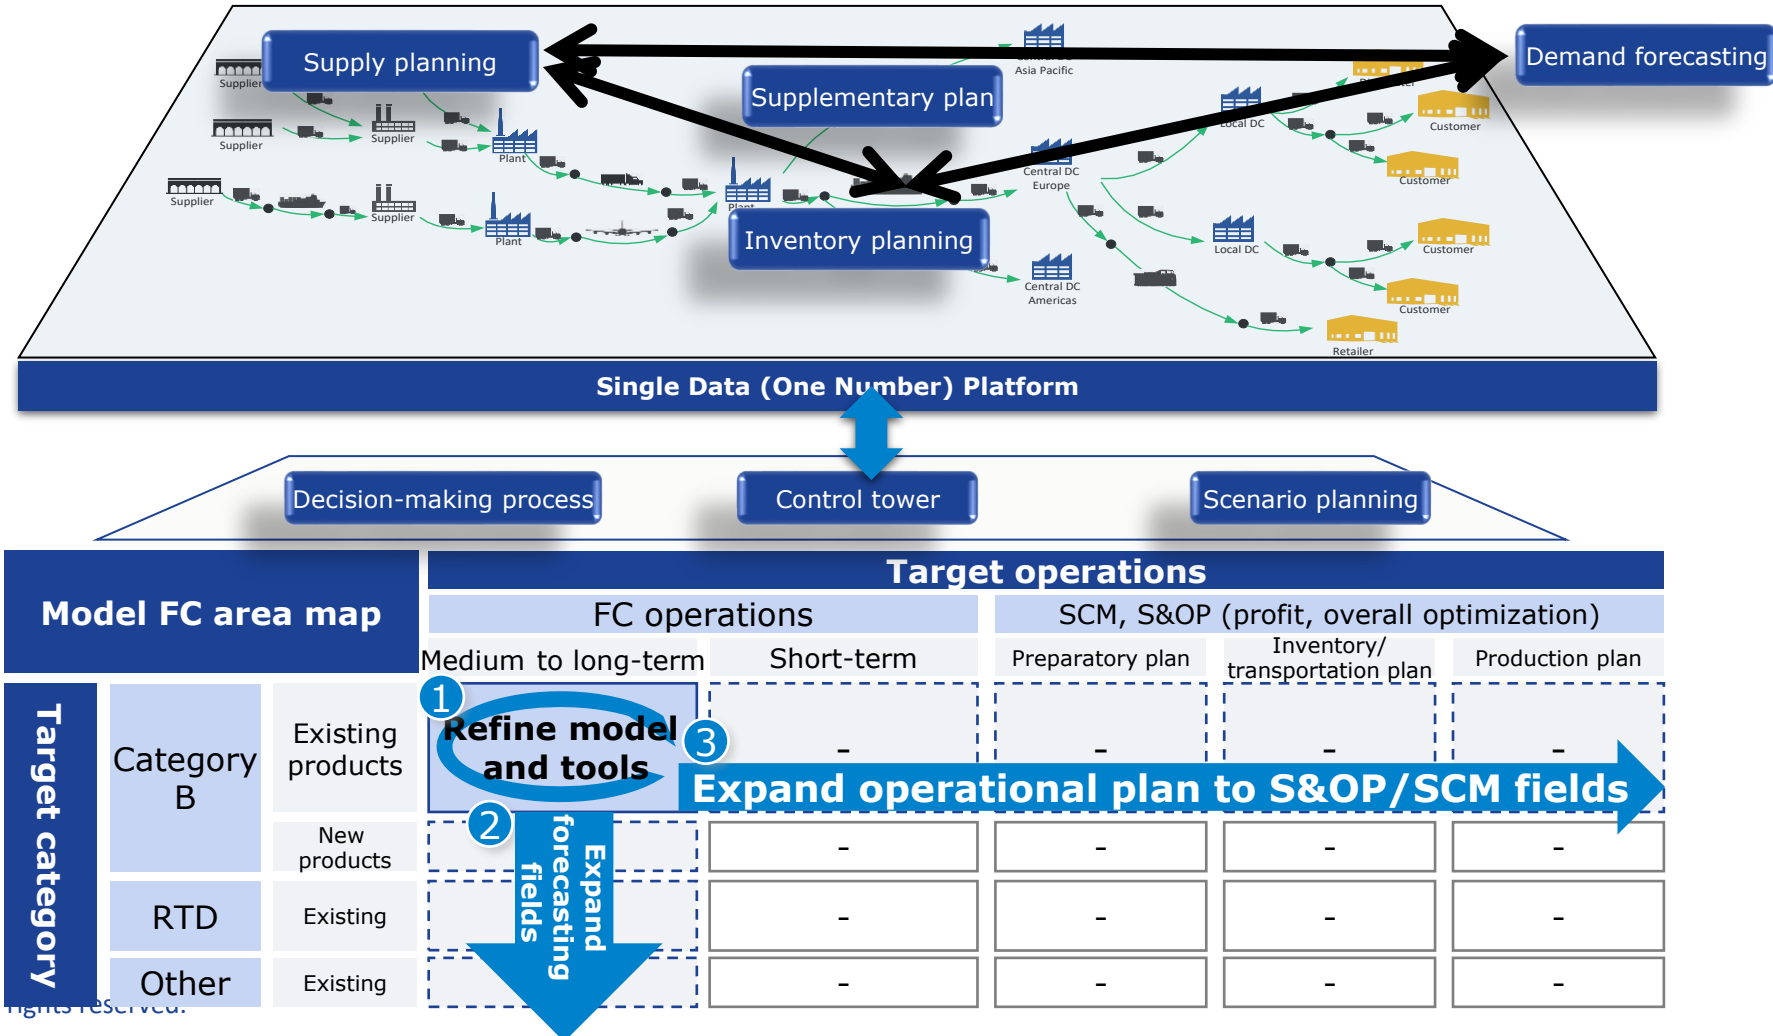 Supply planning
Supplementary plan
Demand forecasting
Inventory planning
Supplier
Supplier
Supplier
Supplier
Supplier
Plant
Plant
Plant
Central DC
Asia Pacific
Central DC
Europe
Central DC
Americas
Local DC
Local DC
Customer
Customer
Customer
Customer
Retailer
Single Data (One Number) Platform
Decision-making process
Control tower
Scenario planning
Model FC area map
Target operations
FC operations
SCM, S&OP (profit, overall optimization)
Medium to long-term
Short-term
Preparatory plan
Inventory/
transportation plan
Production plan
Target category
Category
B
Existing
products
1
Refine model
and tools
3
-
-
-
-
Expand operational plan to S&OP/SCM fields
New
products
2
Expand
forecasting
fields
-
-
-
-
RTD
Existing
-
-
-
-
Other
Existing
-
-
-
-
rights reserved.